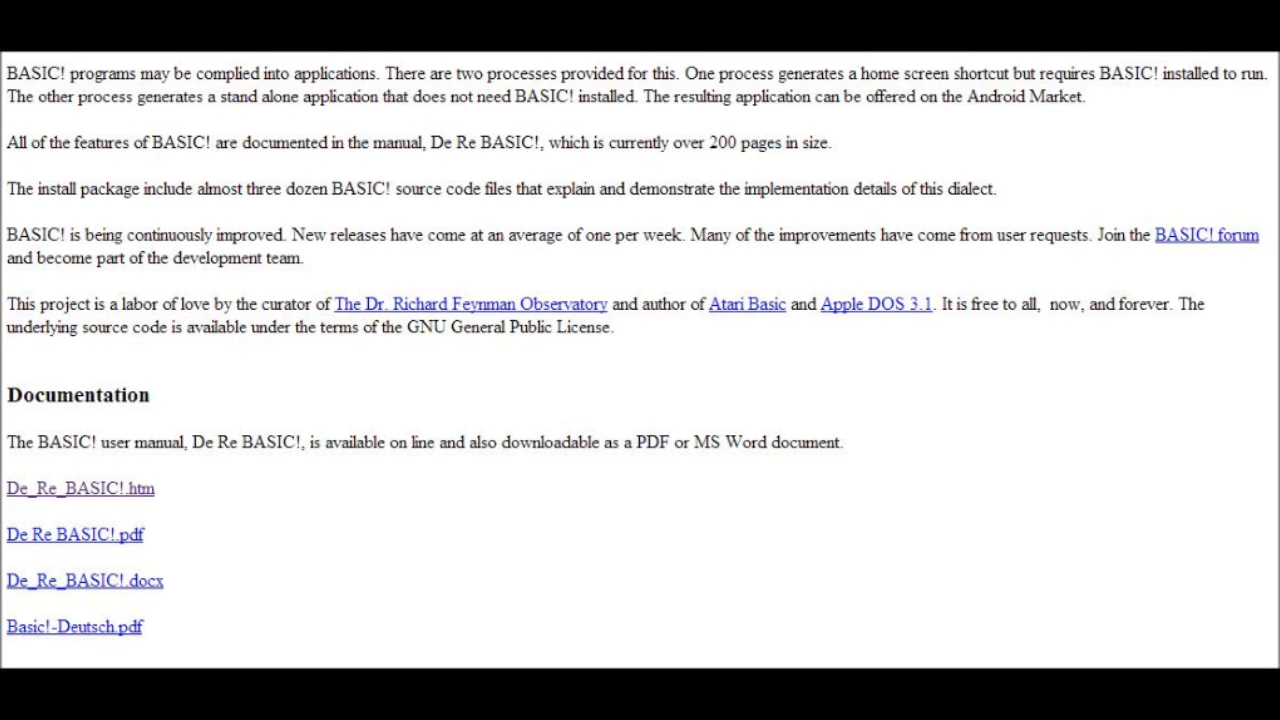 BASIC! programs may be complied into applications. There are two processes provided for this. One process generates a home screen shortcut but requires BASIC! installed to run.
The other process generates a stand alone application that does not need BASIC! installed. The resulting application can be offered on the Android Market.
All of the features of BASIC! are documented in the manual, De Re BASIC!, which is currently over 200 pages in size.
The install package include almost three dozen BASIC! source code files that explain and demonstrate the implementation details of this dialect.
BASIC! is being continuously improved. New releases have come at an average of one per week. Many of the improvements have come from user requests. Join the BASIC! forum
and become part of the development team.
This project is a labor of love by the curator of The Dr. Richard Feynman Observatory and author of Atari Basic and Apple DOS 3.1. It is free to all, now, and forever. The
underlying source code is available under the terms of the GNU General Public License.
Documentation
The BASIC! user manual, De Re BASIC!, is available on line and also downloadable as a PDF or MS Word document.
De_Re_BASIC!.htm
De Re BASIC!.pdf
De_Re_BASIC!.docx
Basic!-Deutsch.pdf